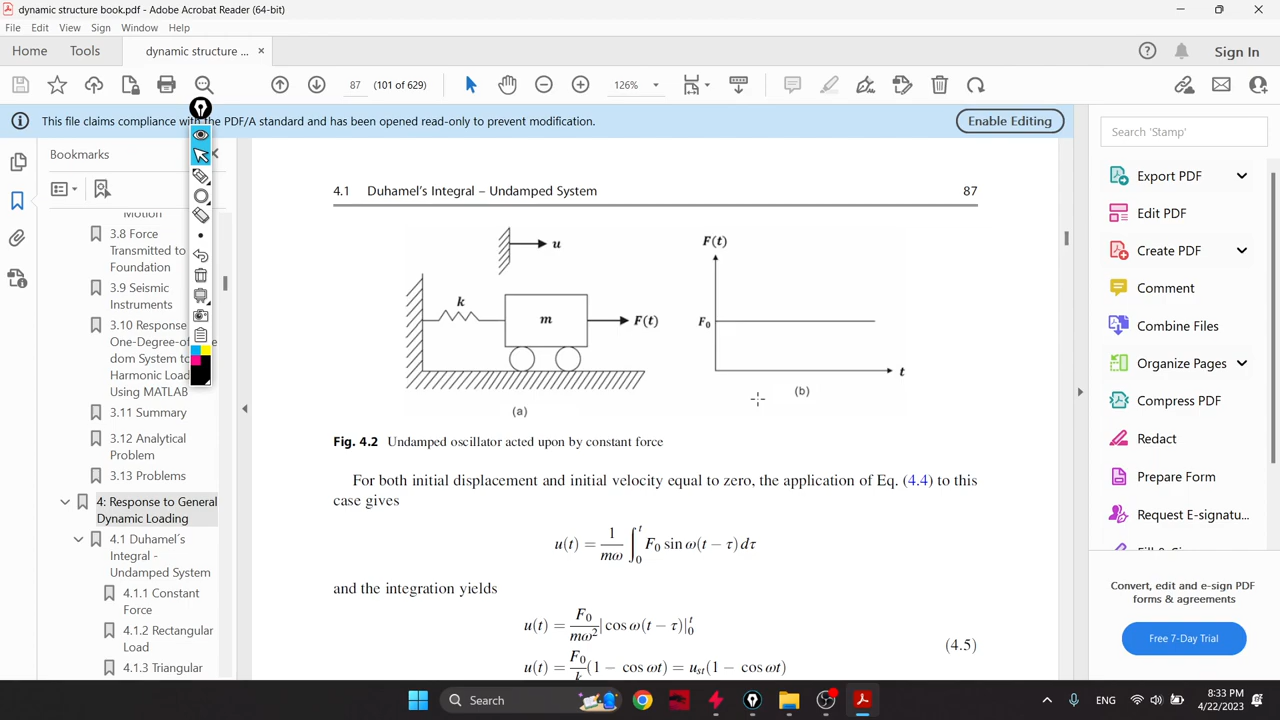 dynamic structure book.pdf - Adobe Acrobat Reader (64-bit)
File Edit View Sign Window Help
Home Tools dynamic structure ... × Sign In
87 (101 of 629) 126%
This file claims compliance with the PDF/A standard and has been opened read-only to prevent modification. Enable Editing
Bookmarks
Motion
3.8 Force
Transmitted to
Foundation
3.9 Seismic
Instruments
3.10 Response
One-Degree-of
dom System to
Harmonic Load
Using MATLAB
3.11 Summary
3.12 Analytical
Problem
3.13 Problems
4: Response to General
Dynamic Loading
4.1 Duhamel´s
Integral -
Undamped System
4.1.1 Constant
Force
4.1.2 Rectangular
Load
4.1.3 Triangular
4.1 Duhamel's Integral – Undamped System 87
u
F(t)
k
m
F(t)
F₀
t
(a)
(b)
Fig. 4.2 Undamped oscillator acted upon by constant force
For both initial displacement and initial velocity equal to zero, the application of Eq. (4.4) to this
case gives
u(t) = 1/mω ∫₀ᵗ F₀ sin ω(t − τ) dτ
and the integration yields
u(t) = F₀/mω² |cos ω(t − τ)|₀ᵗ
(4.5)
u(t) = F₀/k (1 − cos ωt) = uₛₜ(1 − cos ωt)
Search 'Stamp'
Export PDF
Edit PDF
Create PDF
Comment
Combine Files
Organize Pages
Compress PDF
Redact
Prepare Form
Request E-signatu...
Convert, edit and e-sign PDF
forms & agreements
Free 7-Day Trial
Search
ENG
8:33 PM
4/22/2023